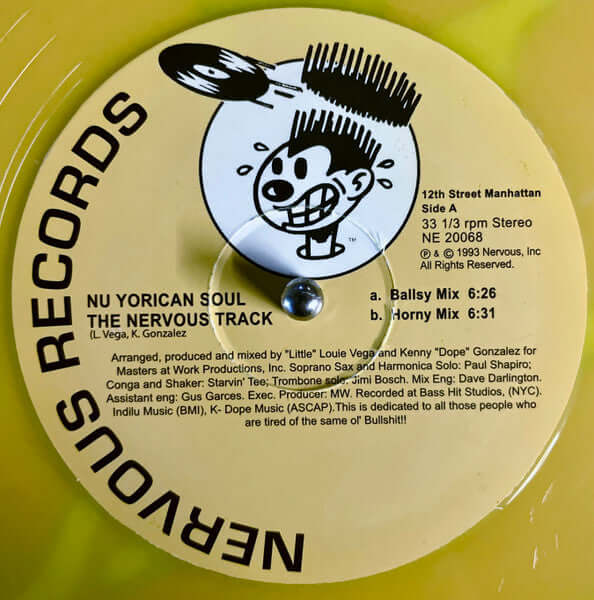 NERVOUS RECORDS
TM
12th Street Manhattan
Side A
33 1/3 rpm Stereo
NE 20068
℗ & © 1993 Nervous, Inc
All Rights Reserved.
NU YORICAN SOUL
THE NERVOUS TRACK
(L. Vega, K. Gonzalez
a. Ballsy Mix 6:26
b. Horny Mix 6:31
Arranged, produced and mixed by "Little" Louie Vega and Kenny "Dope" Gonzalez for
Masters at Work Productions, Inc. Soprano Sax and Harmonica Solo: Paul Shapiro;
Conga and Shaker: Starvin' Tee; Trombone solo: Jimi Bosch. Mix Eng: Dave Darlington.
Assistant eng: Gus Garces. Exec. Producer: MW. Recorded at Bass Hit Studios, (NYC).
Indilu Music (BMI), K- Dope Music (ASCAP).This is dedicated to all those people who
are tired of the same ol' Bullshit!!